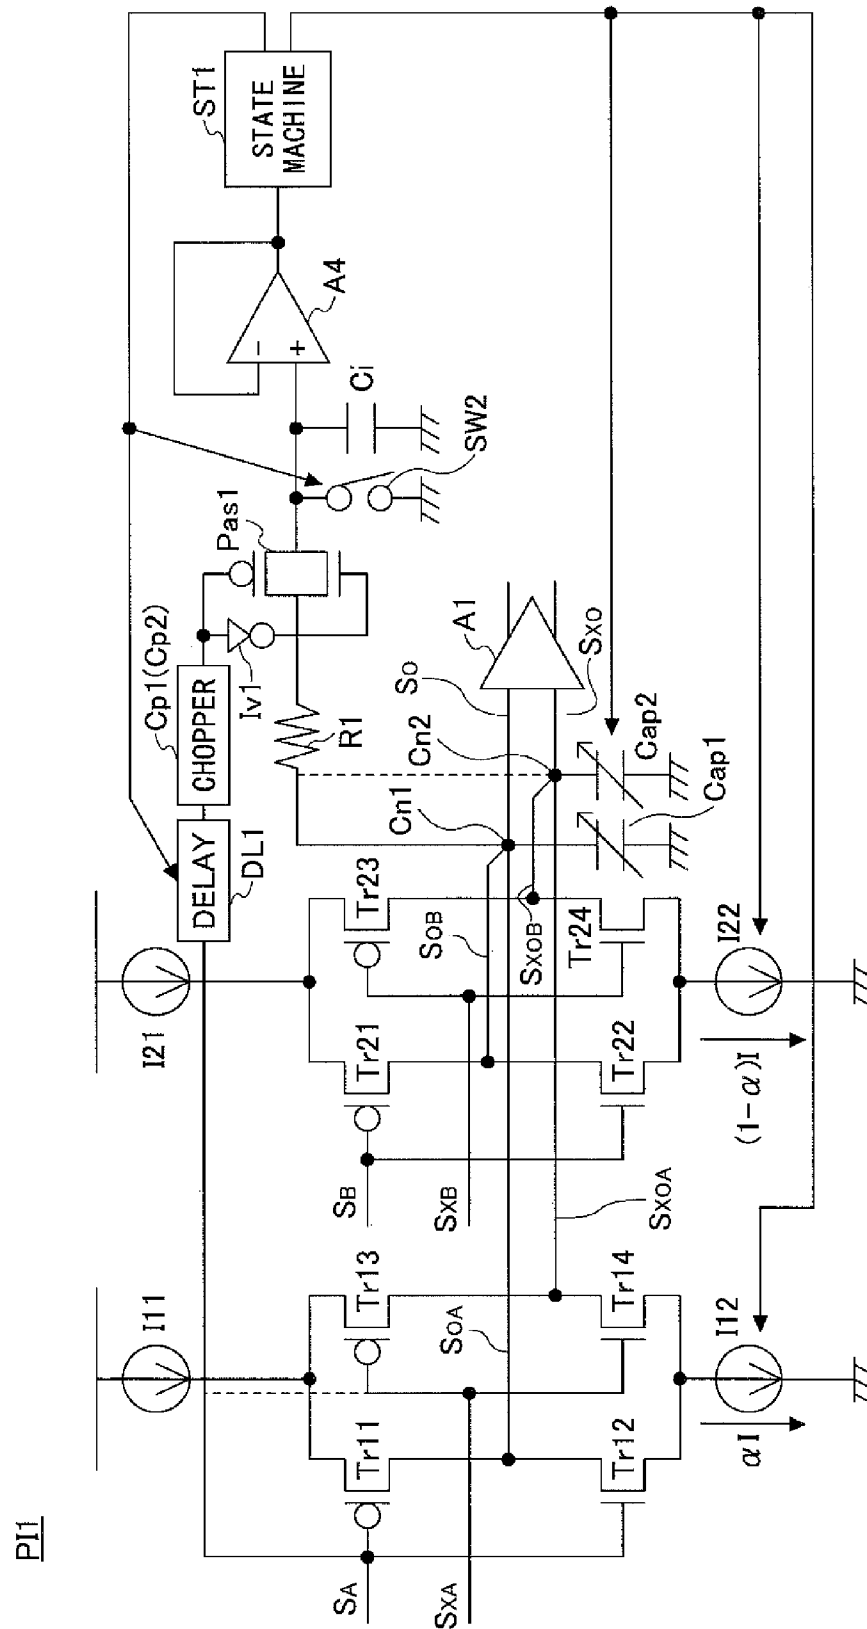 PI1
I11
I21
DELAY
DL1
CHOPPER
Cp1(Cp2)
Iv1
Pas1
R1
SW2
Ci
A4
-
+
STATE
MACHINE
ST1
SA
SXA
Tr11
Tr12
Tr13
Tr14
SOA
SXOA
SB
SXB
Tr21
Tr22
Tr23
Tr24
SOB
SXOB
Cn1
Cn2
SO
SXO
A1
Cap1
Cap2
I12
αI
I22
(1-α)I